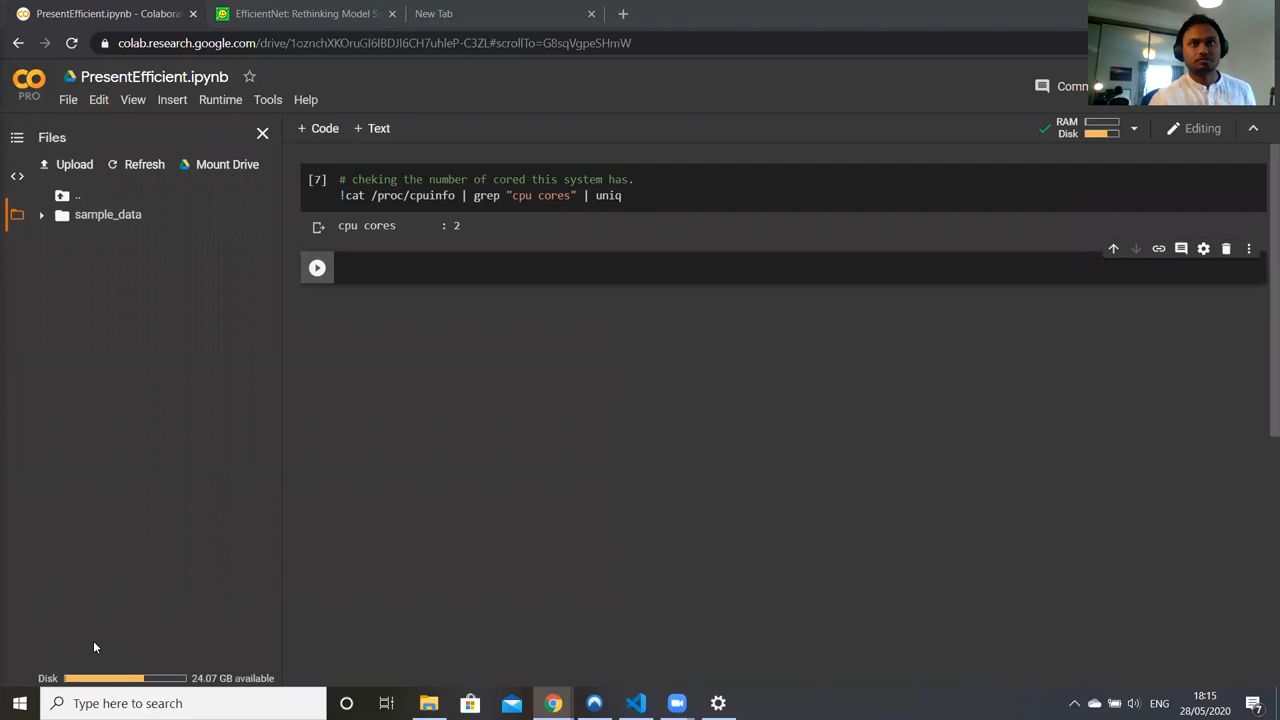 PresentEfficient.ipynb - Colabora
EfficientNet: Rethinking Model S
New Tab
colab.research.google.com/drive/1oznchXKOruGI6IBDJI6CH7uhleP-C3ZL#scrollTo=G8sqVgpeSHmW
CO
PRO
PresentEfficient.ipynb
File Edit View Insert Runtime Tools Help
Comm
Files
+ Code + Text
RAM
Disk
Editing
Upload Refresh Mount Drive
..
sample_data
[7] # cheking the number of cored this system has.
!cat /proc/cpuinfo | grep "cpu cores" | uniq
cpu cores : 2
Disk 24.07 GB available
Type here to search
ENG
18:15
28/05/2020
7